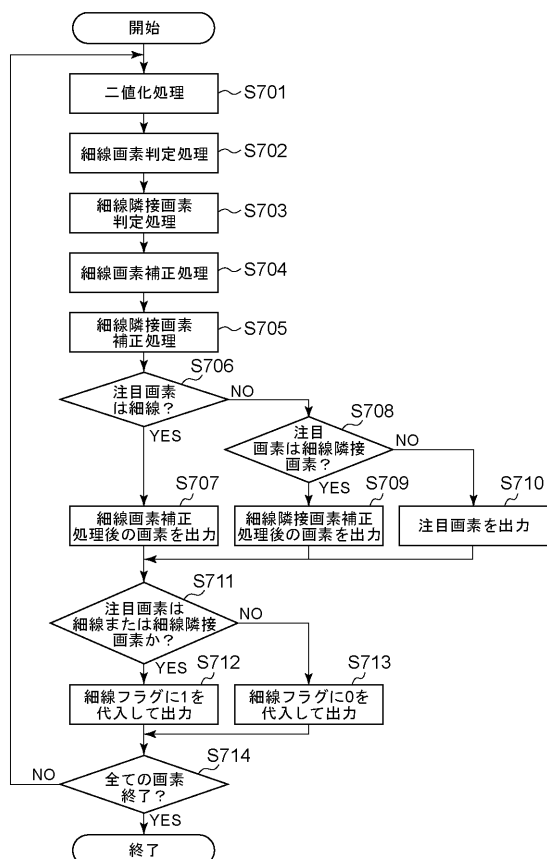 開始
二値化処理
S701
細線画素判定処理
S702
細線隣接画素
判定処理
S703
細線画素補正処理
S704
細線隣接画素
補正処理
S705
S706
注目画素
は細線？
NO
YES
S708
注目
画素は細線隣接
画素？
NO
YES
S707
細線画素補正
処理後の画素を出力
S709
細線隣接画素補正
処理後の画素を出力
S710
注目画素を出力
S711
注目画素は
細線または細線隣接
画素か？
NO
YES
S712
細線フラグに1を
代入して出力
S713
細線フラグに0を
代入して出力
S714
全ての画素
終了？
NO
YES
終了